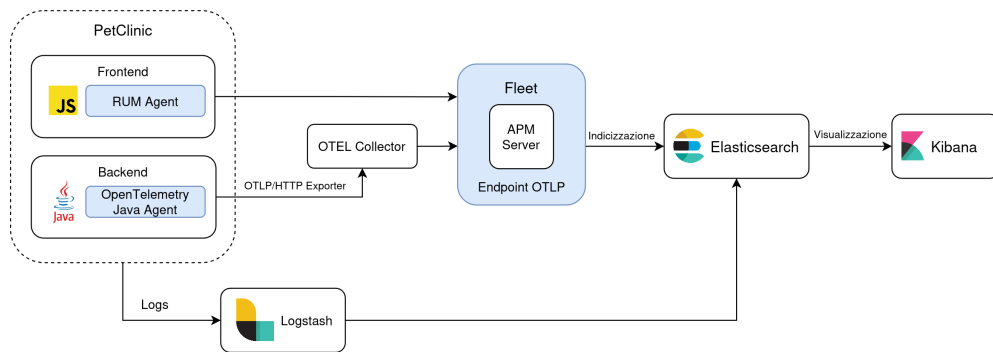 PetClinic
Frontend
JS
RUM Agent
Backend
Java
OpenTelemetry
Java Agent
OTLP/HTTP Exporter
OTEL Collector
Fleet
APM
Server
Endpoint OTLP
Indicizzazione
Elasticsearch
Visualizzazione
Kibana
Logs
Logstash